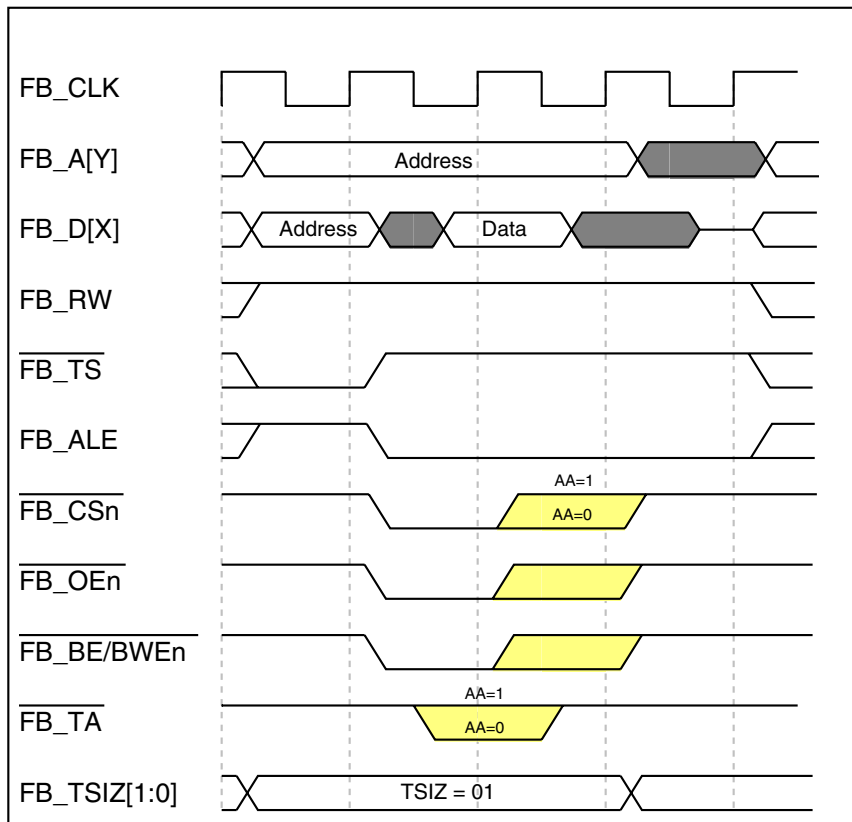 FB_CLK
FB_A[Y] Address
FB_D[X] Address Data
FB_RW
FB_TS
FB_ALE
AA=1
FB_CSn AA=0
FB_OEn
FB_BE/BWEn
AA=1
FB_TA AA=0
FB_TSIZ[1:0] TSIZ = 01